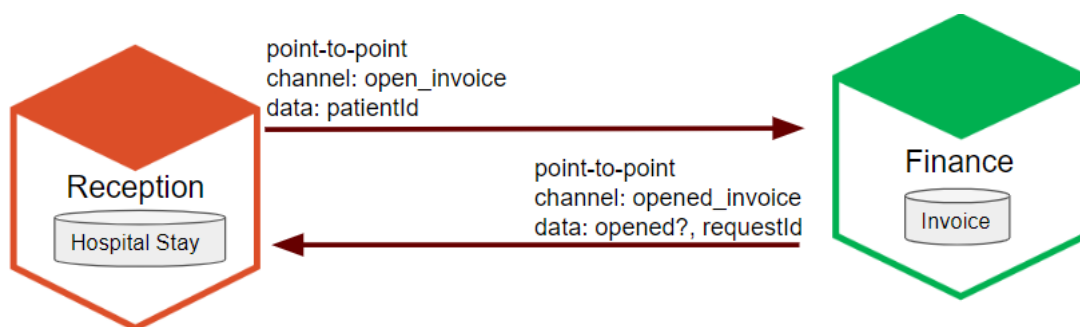 point-to-point
channel: open_invoice
data: patientId
Reception
Hospital Stay
point-to-point
channel: opened_invoice
data: opened?, requestId
Finance
Invoice